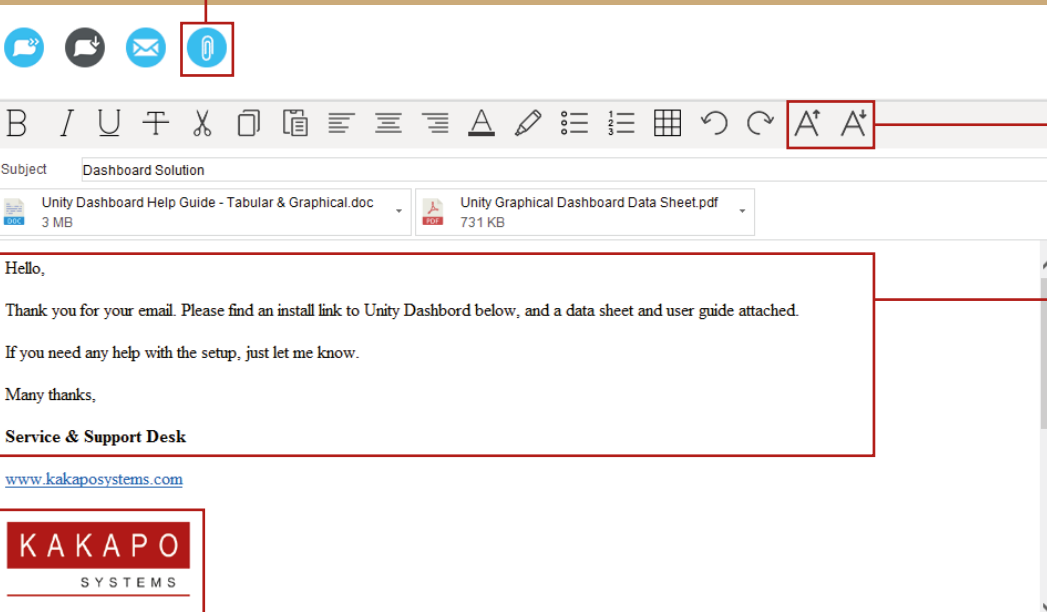 Subject
Dashboard Solution
Unity Dashboard Help Guide - Tabular & Graphical.doc
3 MB
DOC
Unity Graphical Dashboard Data Sheet.pdf
731 KB
PDF
Hello,
Thank you for your email. Please find an install link to Unity Dashbord below, and a data sheet and user guide attached.
If you need any help with the setup, just let me know.
Many thanks,
Service & Support Desk
www.kakaposystems.com
KAKAPO
SYSTEMS